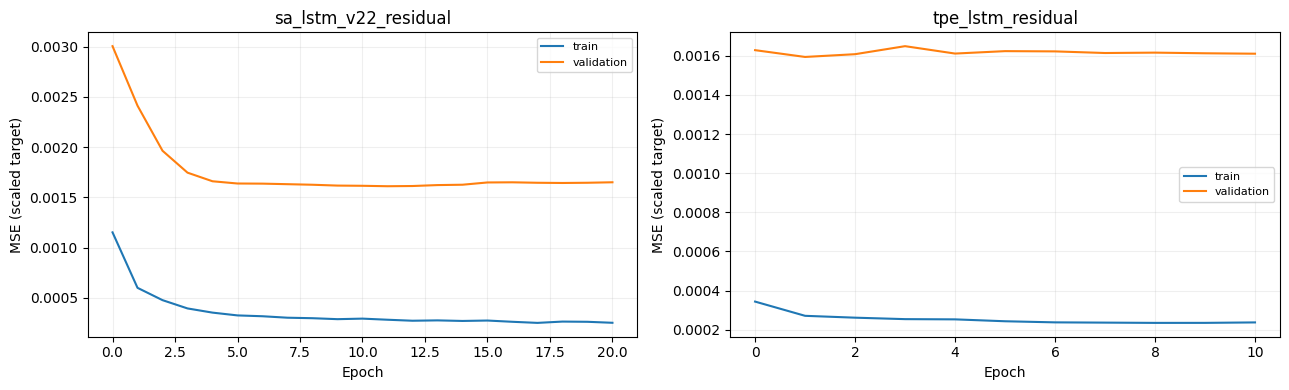 sa_lstm_v22_residual
MSE (scaled target)
0.0030
0.0025
0.0020
0.0015
0.0010
0.0005
train
validation
0.0 2.5 5.0 7.5 10.0 12.5 15.0 17.5 20.0
Epoch
tpe_lstm_residual
MSE (scaled target)
0.0016
0.0014
0.0012
0.0010
0.0008
0.0006
0.0004
0.0002
train
validation
0 2 4 6 8 10
Epoch